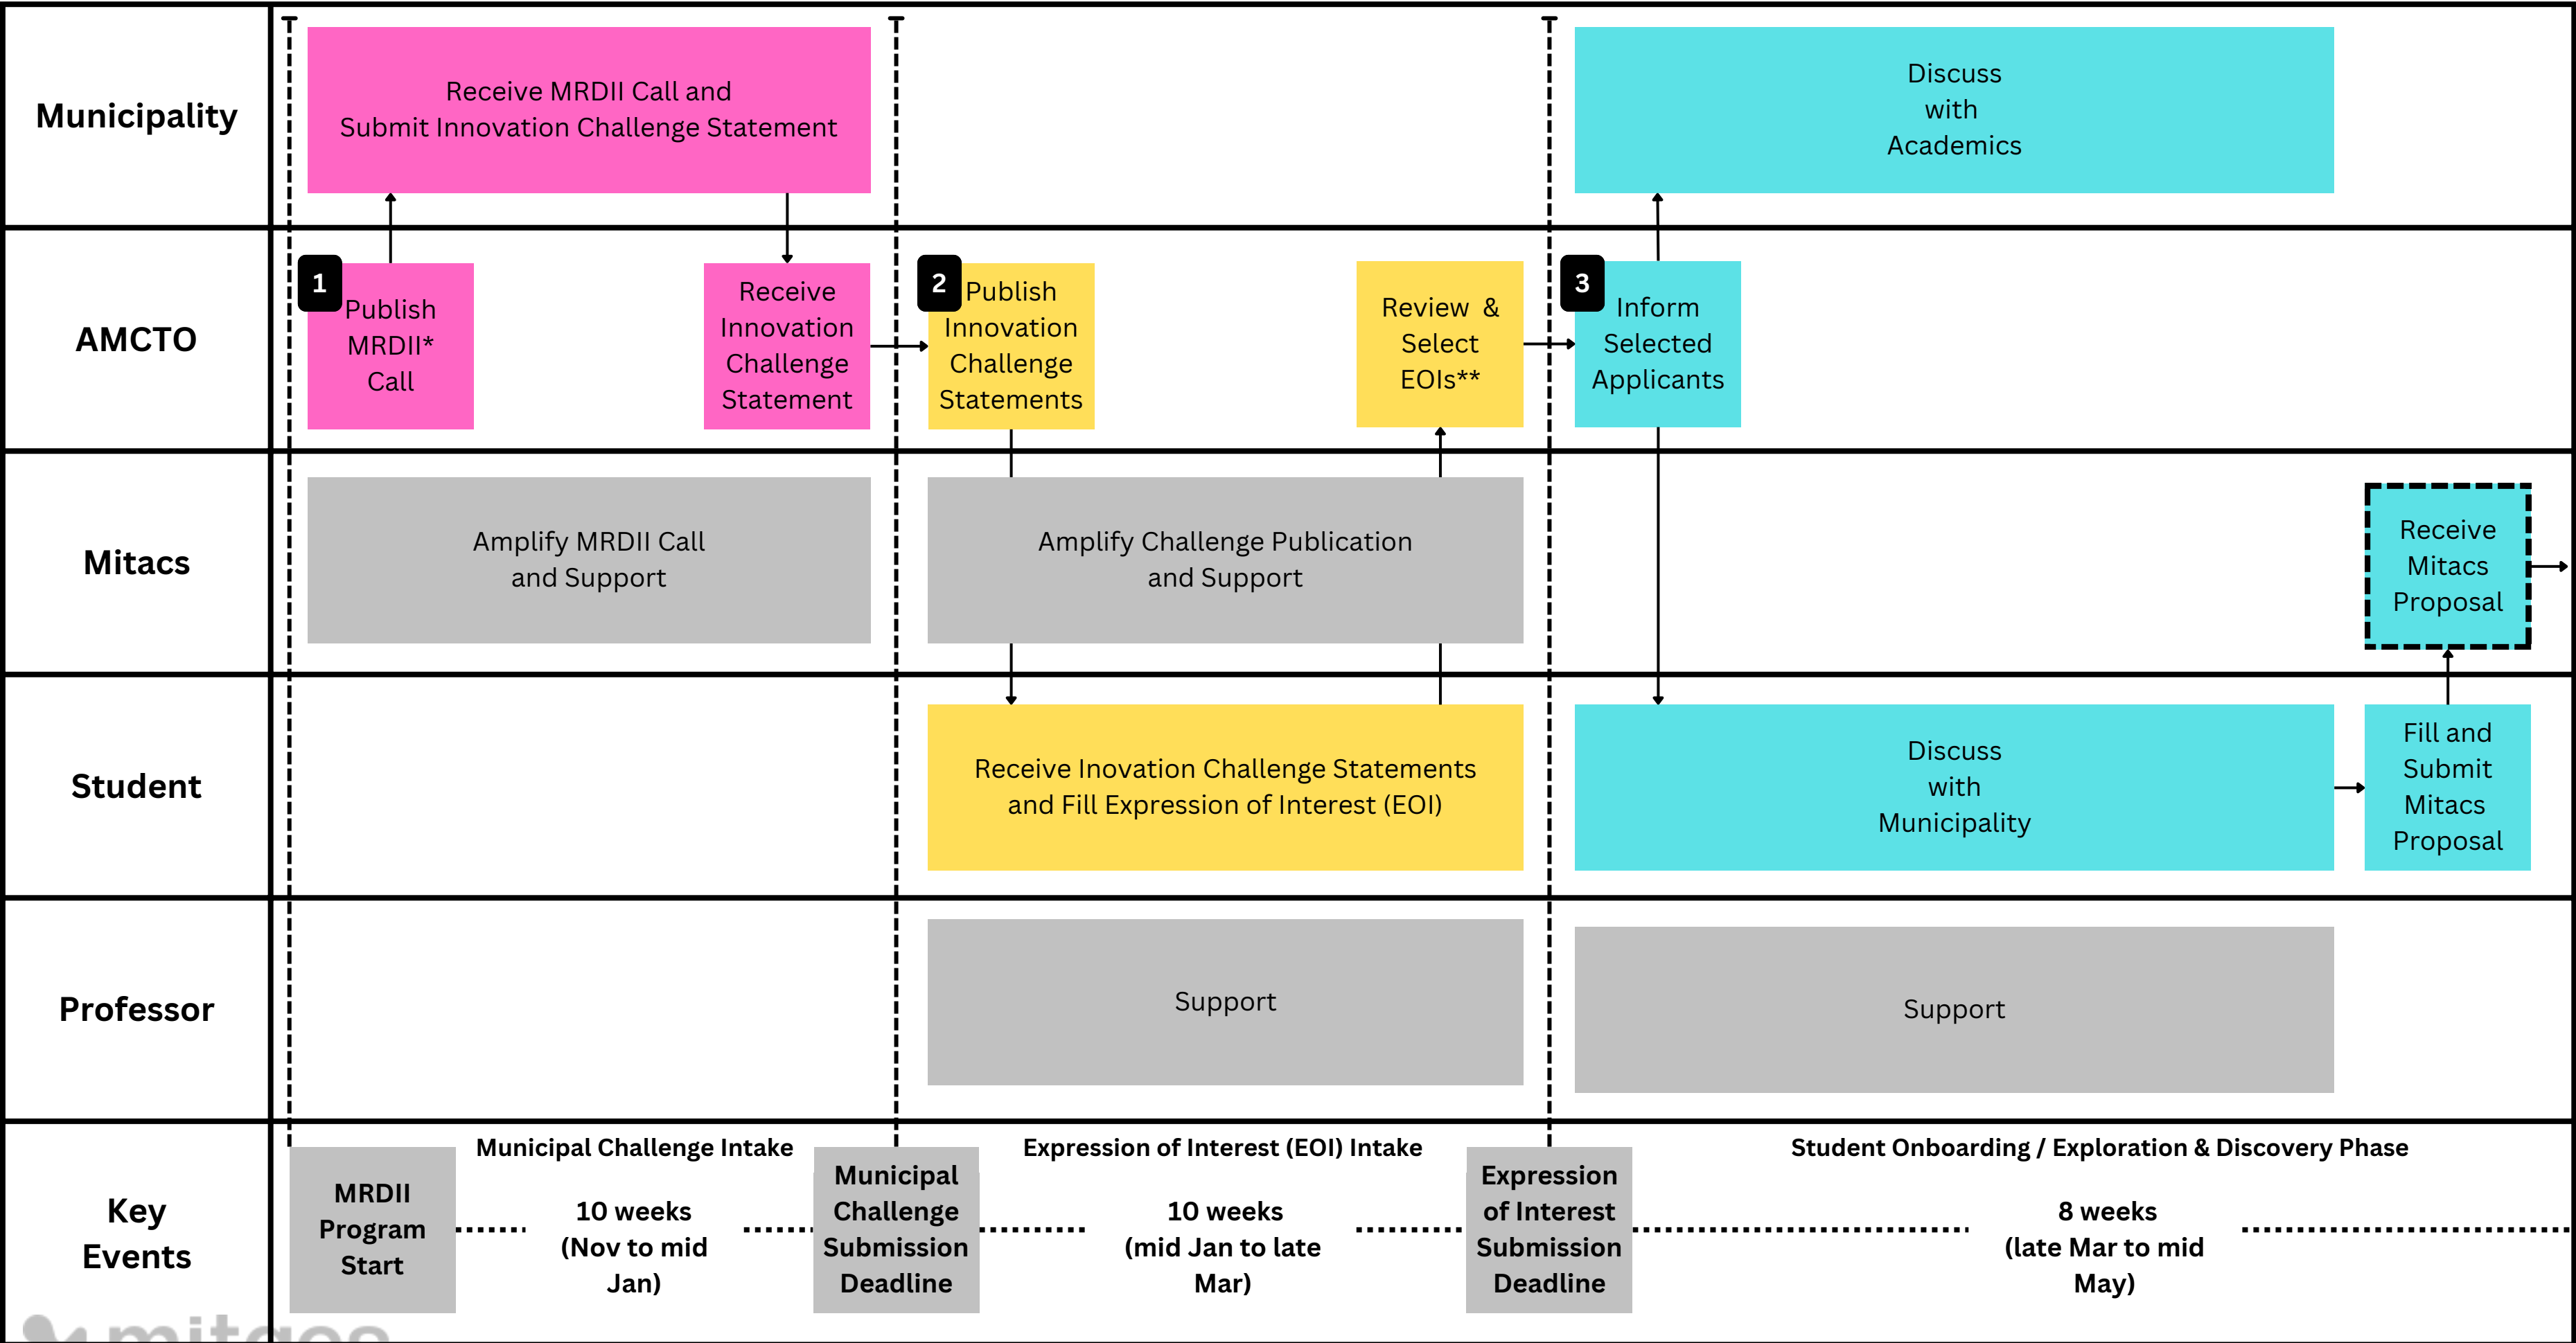 Municipality
Receive MRDII Call and
Submit Innovation Challenge Statement
Discuss
with
Academics
AMCTO
1
Publish
MRDII*
Call
Receive
Innovation
Challenge
Statement
2
Publish
Innovation
Challenge
Statements
Review &
Select
EOIs**
3
Inform
Selected
Applicants
Mitacs
Amplify MRDII Call
and Support
Amplify Challenge Publication
and Support
Receive
Mitacs
Proposal
Student
Receive Inovation Challenge Statements
and Fill Expression of Interest (EOI)
Discuss
with
Municipality
Fill and
Submit
Mitacs
Proposal
Professor
Support
Support
Key
Events
MRDII
Program
Start
Municipal Challenge Intake
10 weeks
(Nov to mid
Jan)
Municipal
Challenge
Submission
Deadline
Expression of Interest (EOI) Intake
10 weeks
(mid Jan to late
Mar)
Expression
of Interest
Submission
Deadline
Student Onboarding / Exploration & Discovery Phase
8 weeks
(late Mar to mid
May)
mitacs